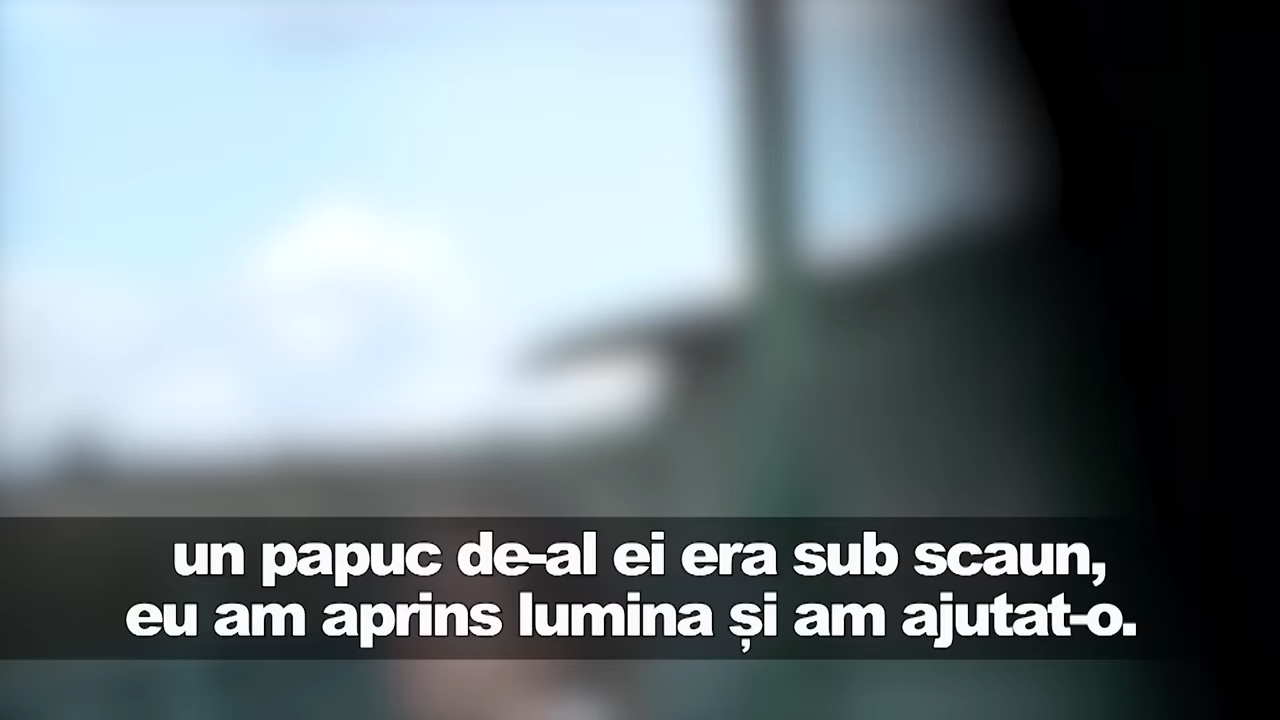 un papuc de-al ei era sub scaun,
eu am aprins lumina și am ajutat-o.